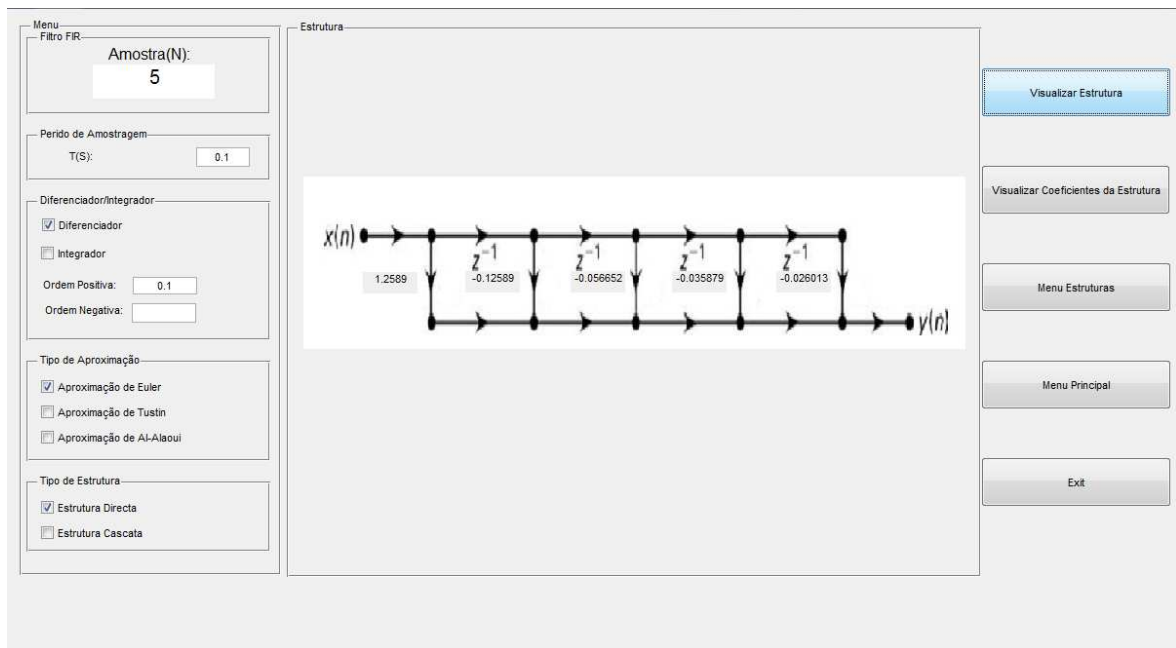 Menu
Filtro FIR
Amostra(N):
5
Perido de Amostragem
T(S):
0.1
Diferenciador/Integrador
Diferenciador
Integrador
Ordem Positiva:
0.1
Ordem Negativa:
Tipo de Aproximação
Aproximação de Euler
Aproximação de Tustin
Aproximação de Al-Alaoui
Tipo de Estrutura
Estrutura Directa
Estrutura Cascata
Estrutura
x(n)
z⁻¹ z⁻¹ z⁻¹ z⁻¹
1.2589 -0.12589 -0.056652 -0.035879 -0.026013
y(n)
Visualizar Estrutura
Visualizar Coeficientes da Estrutura
Menu Estruturas
Menu Principal
Exit